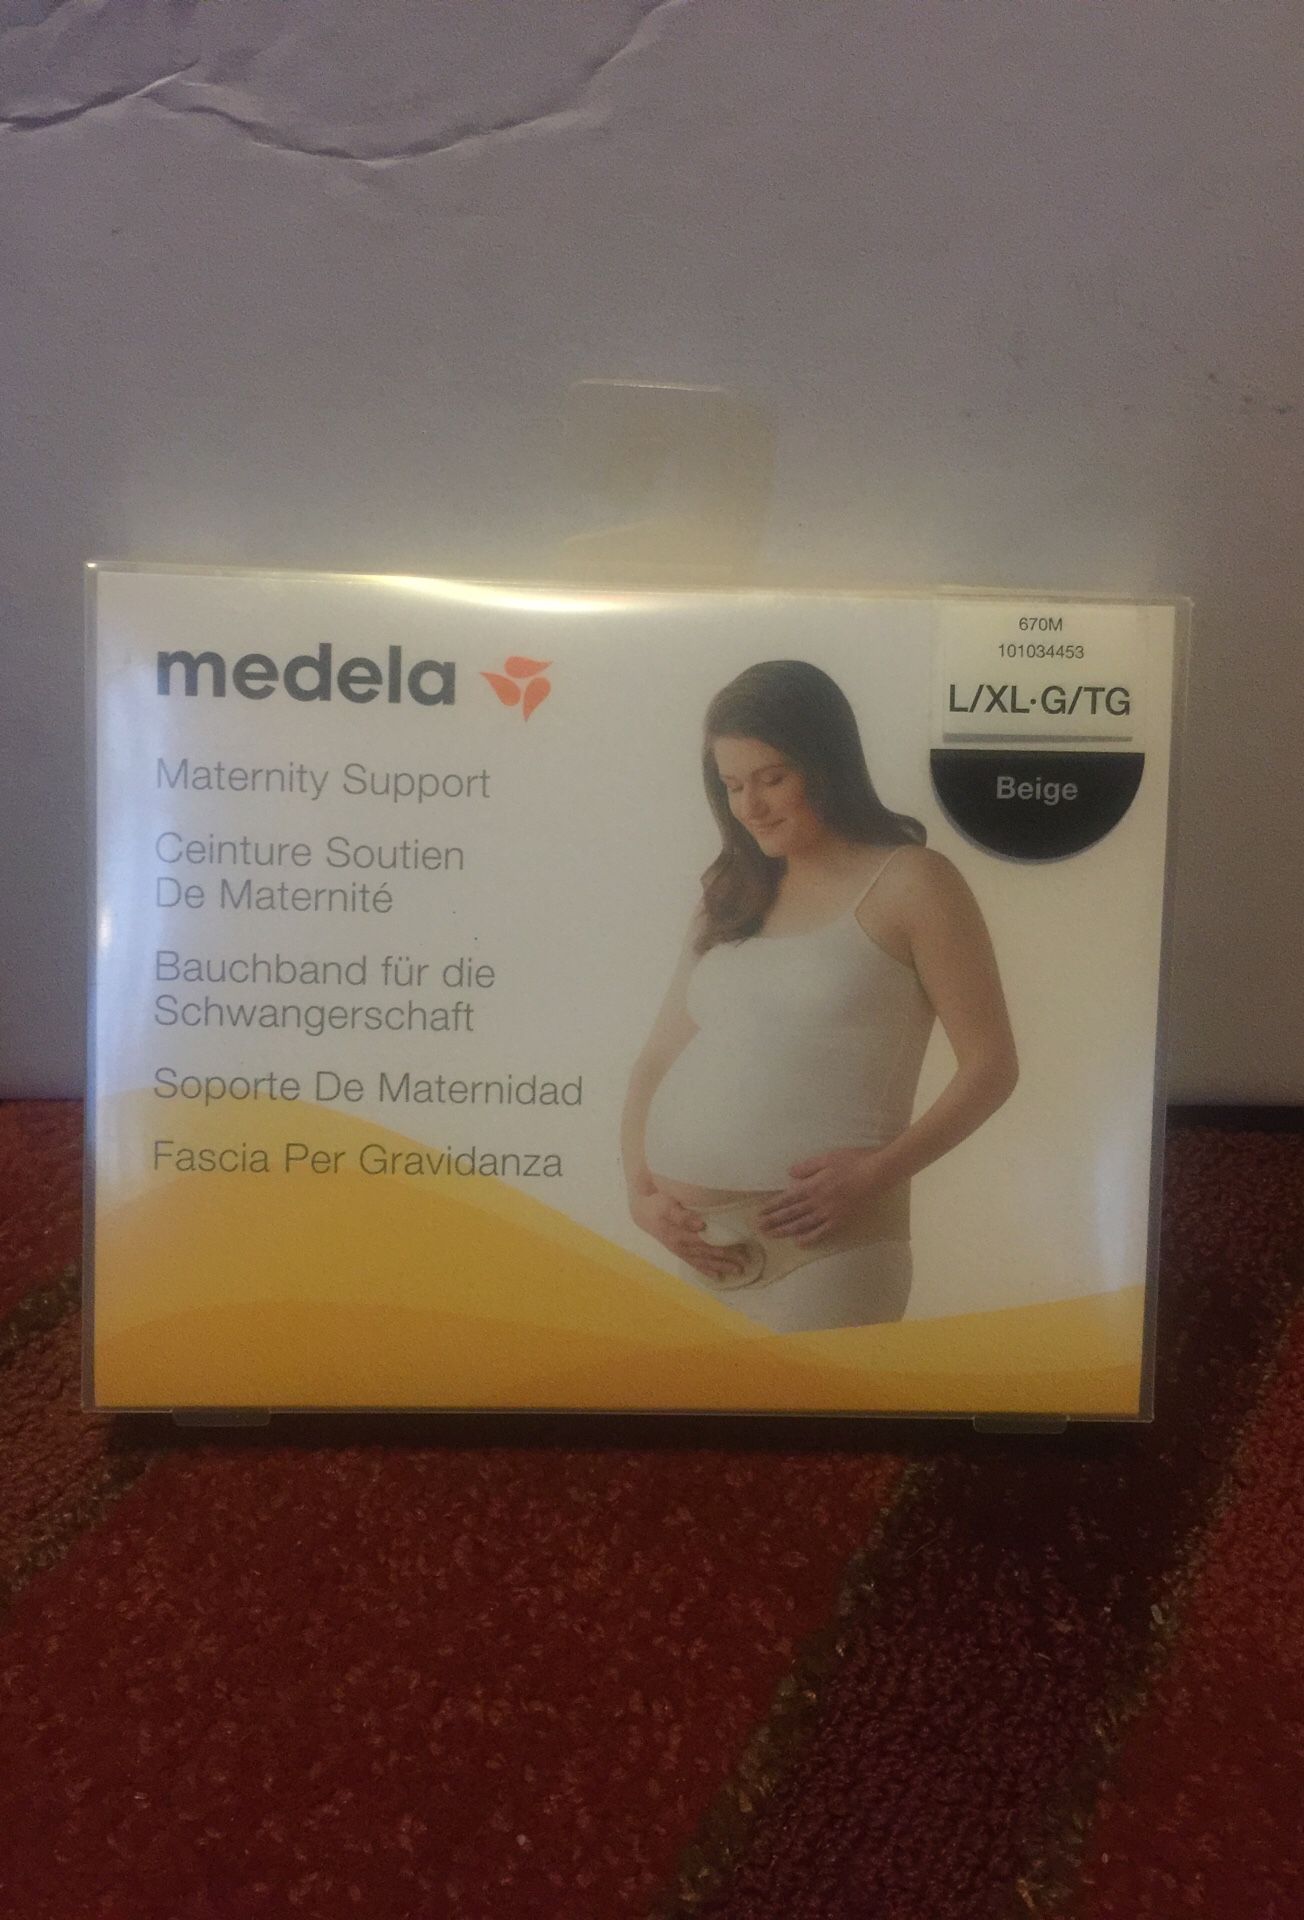 medela
Maternity Support
Ceinture Soutien
De Maternité
Bauchband für die
Schwangerschaft
Soporte De Maternidad
Fascia Per Gravidanza
670M
101034453
L/XL·G/TG
Beige